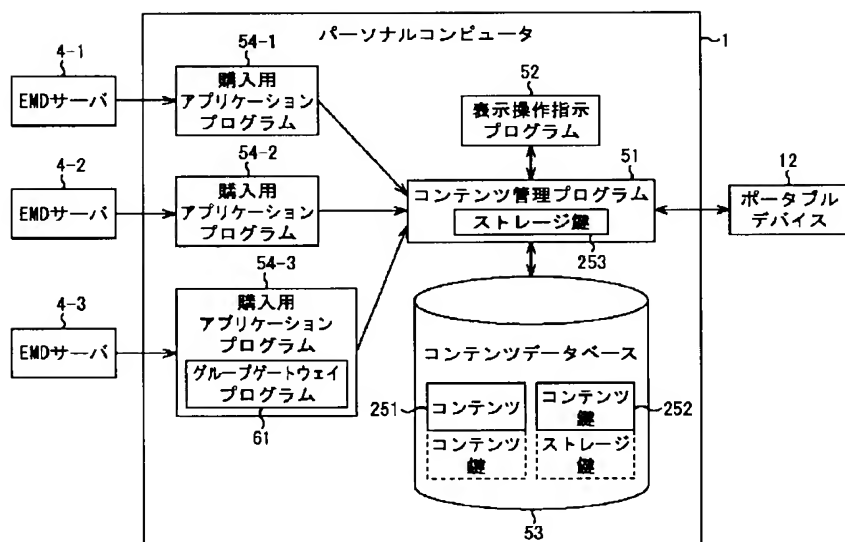 パーソナルコンピュータ
1
4-1
EMDサーバ
54-1
購入用
アプリケーション
プログラム
52
表示操作指示
プログラム
4-2
EMDサーバ
54-2
購入用
アプリケーション
プログラム
51
コンテンツ管理プログラム
ストレージ鍵
253
12
ポータブル
デバイス
4-3
EMDサーバ
54-3
購入用
アプリケーション
プログラム
グループゲートウェイ
プログラム
61
コンテンツデータベース
251
コンテンツ
コンテンツ
鍵
252
コンテンツ
鍵
ストレージ
鍵
53